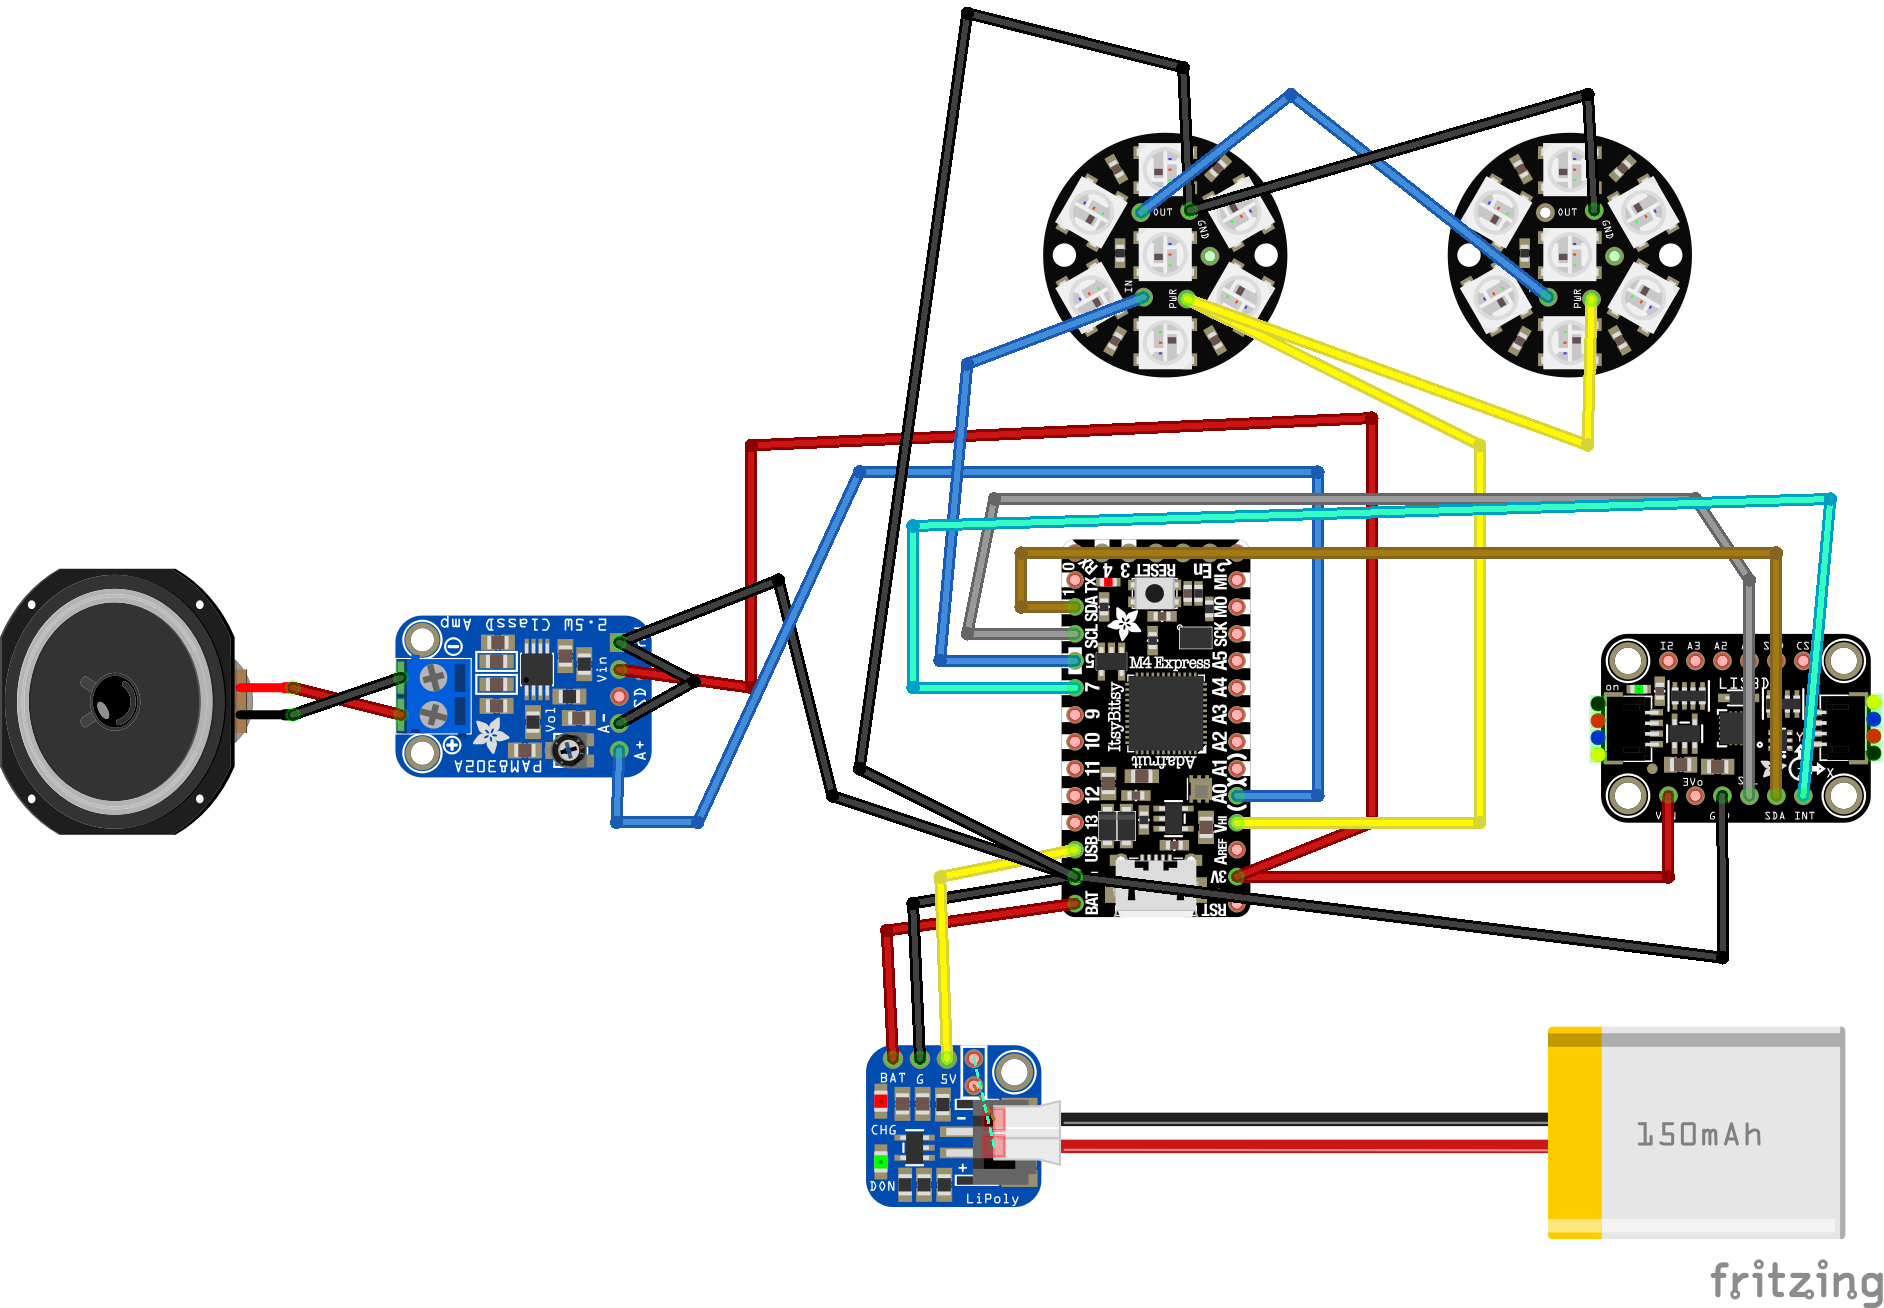 OUT
GND
IN
PWR
OUT
GND
PWR
2.5W ClassD Amp
Vin
SD
A-
A+
Vol
PAM8302A
RX
TX
4
3
RESET
En
2
MI
SDA
MO
SCL
SCK
5
M4 Express
A5
7
A4
9
ItsyBitsy
A3
10
A2
11
Adafruit
A1
12
A0
13
VHI
USB
AREF
3V
BAT
RST
I2
A3
A2
CS
on
LIS3D
Y
X
3Vo
SDA INT
BAT
G
5V
CHG
-
+
DON
LiPoly
150mAh
fritzing